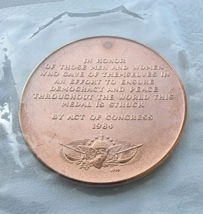 IN HONOR
OF THOSE MEN AND WOMEN
WHO GAVE OF THEMSELVES IN
AN EFFORT TO ENSURE
DEMOCRACY AND PEACE
THROUGHOUT THE WORLD THIS
MEDAL IS STRUCK
BY ACT OF CONGRESS
1984